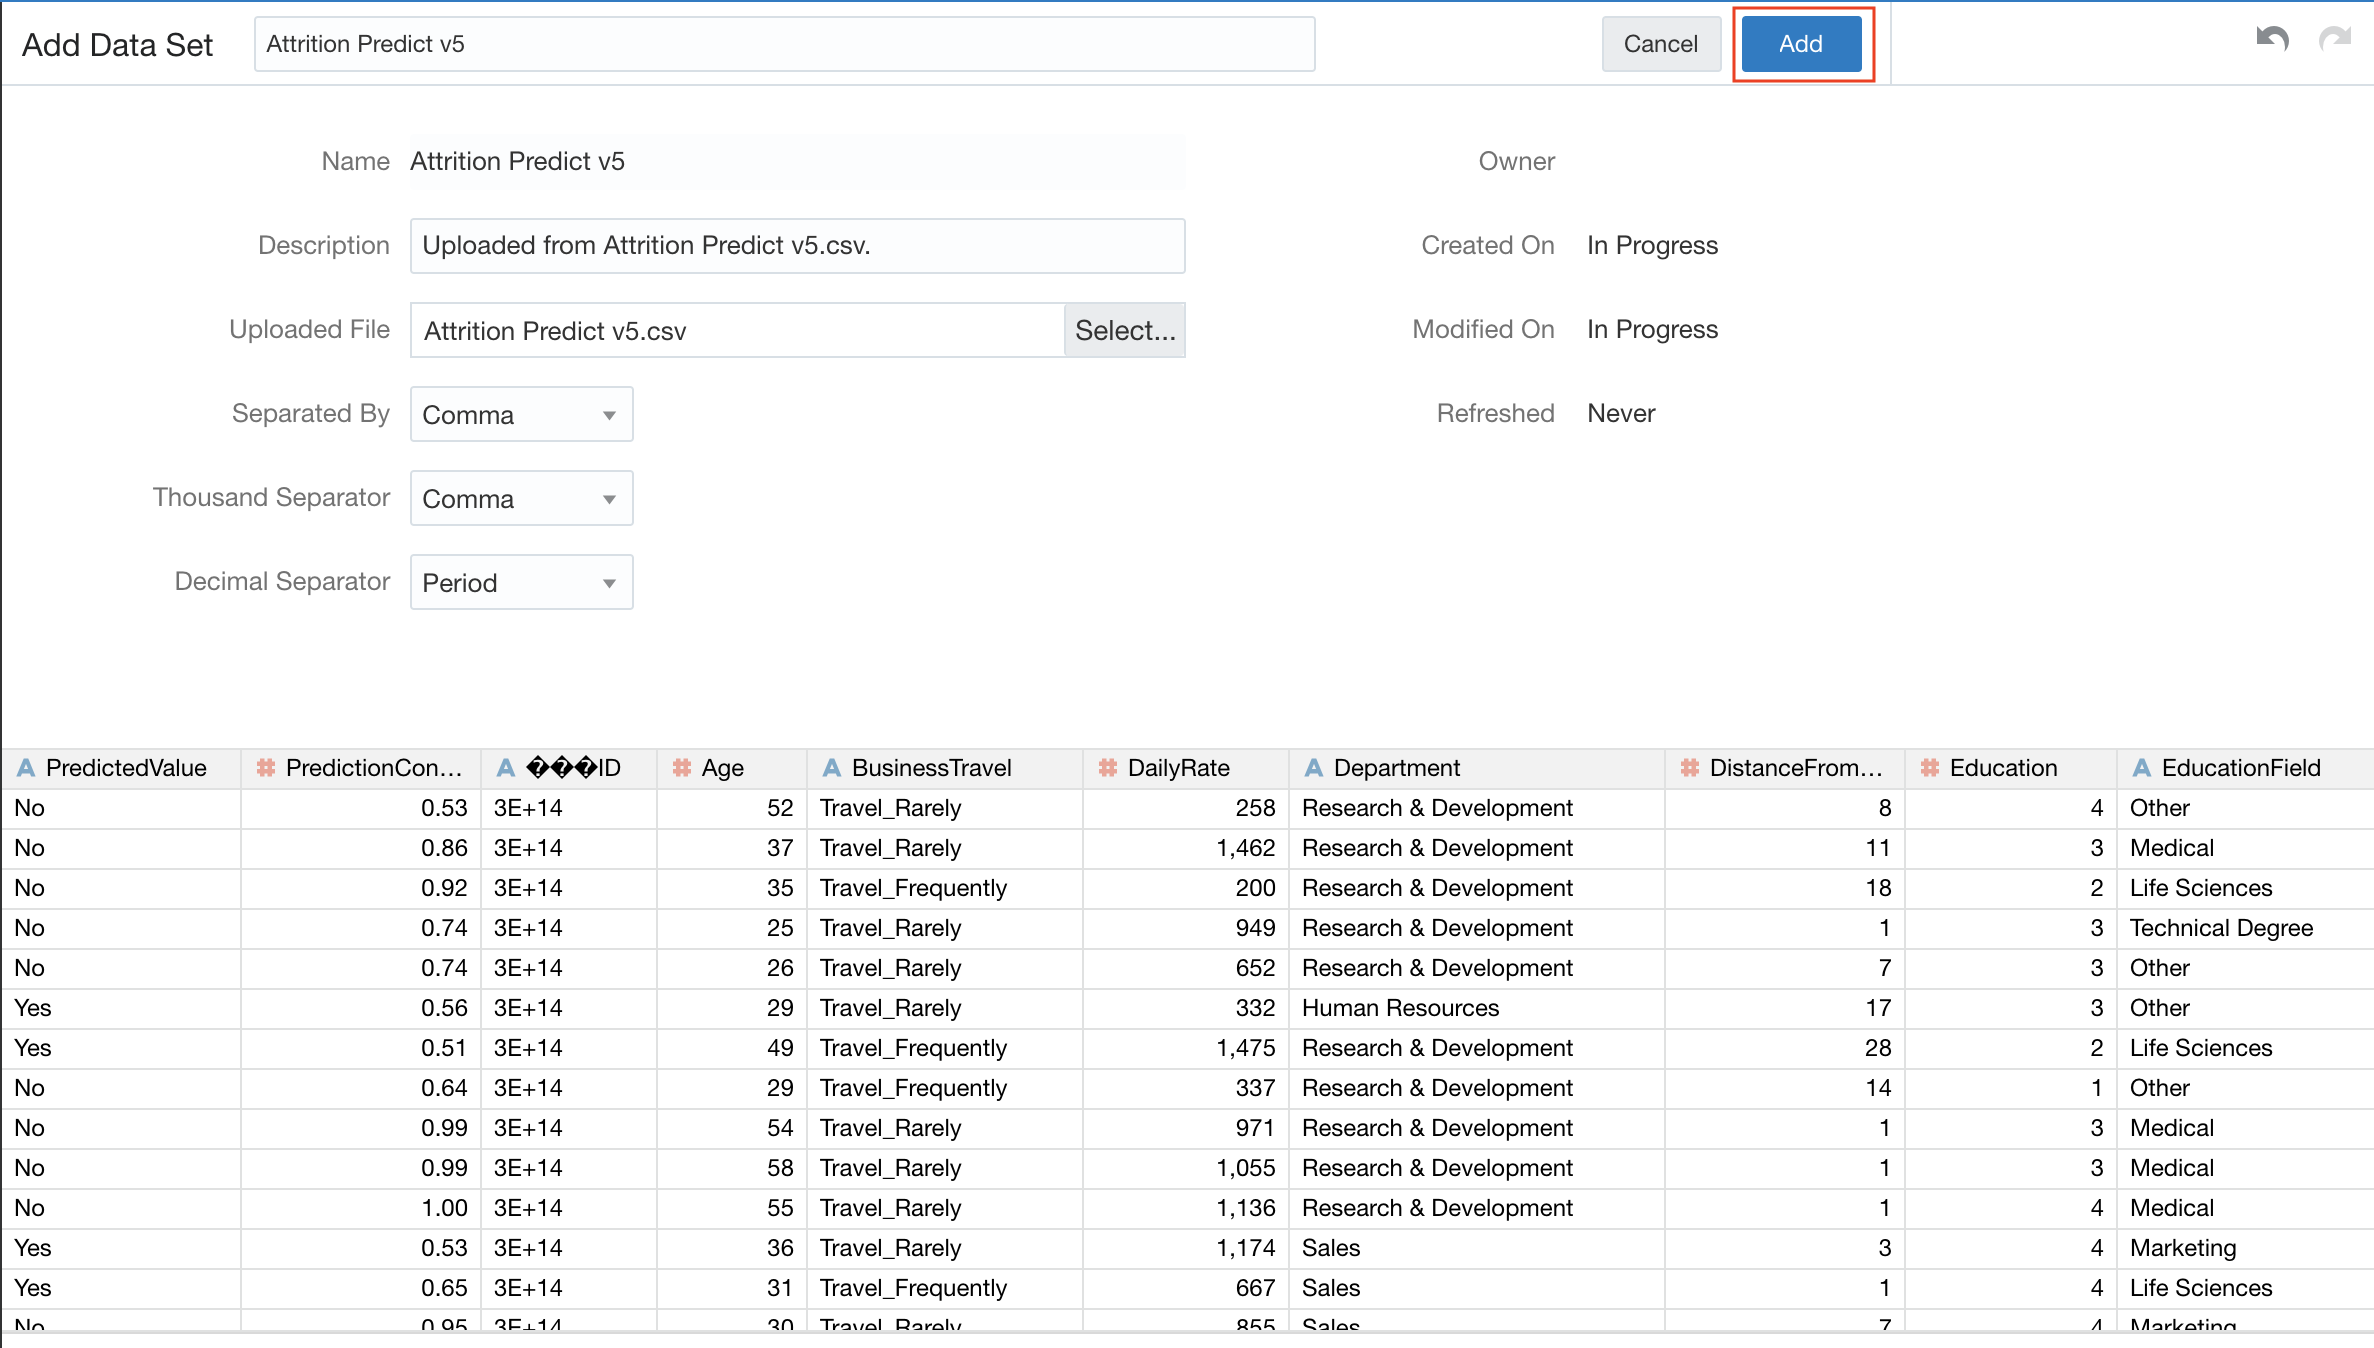 Add Data Set Attrition Predict v5 Cancel Add
Name Attrition Predict v5 Owner
Description Uploaded from Attrition Predict v5.csv. Created On In Progress
Uploaded File Attrition Predict v5.csv Select... Modified On In Progress
Separated By Comma Refreshed Never
Thousand Separator Comma
Decimal Separator Period
A PredictedValue # PredictionCon... A ���ID # Age A BusinessTravel # DailyRate A Department # DistanceFrom... # Education A EducationField
No 0.53 3E+14 52 Travel_Rarely 258 Research & Development 8 4 Other
No 0.86 3E+14 37 Travel_Rarely 1,462 Research & Development 11 3 Medical
No 0.92 3E+14 35 Travel_Frequently 200 Research & Development 18 2 Life Sciences
No 0.74 3E+14 25 Travel_Rarely 949 Research & Development 1 3 Technical Degree
No 0.74 3E+14 26 Travel_Rarely 652 Research & Development 7 3 Other
Yes 0.56 3E+14 29 Travel_Rarely 332 Human Resources 17 3 Other
Yes 0.51 3E+14 49 Travel_Frequently 1,475 Research & Development 28 2 Life Sciences
No 0.64 3E+14 29 Travel_Frequently 337 Research & Development 14 1 Other
No 0.99 3E+14 54 Travel_Rarely 971 Research & Development 1 3 Medical
No 0.99 3E+14 58 Travel_Rarely 1,055 Research & Development 1 3 Medical
No 1.00 3E+14 55 Travel_Rarely 1,136 Research & Development 1 4 Medical
Yes 0.53 3E+14 36 Travel_Rarely 1,174 Sales 3 4 Marketing
Yes 0.65 3E+14 31 Travel_Frequently 667 Sales 1 4 Life Sciences
No 0.95 3E+14 30 Travel_Rarely 855 Sales 7 4 Marketing